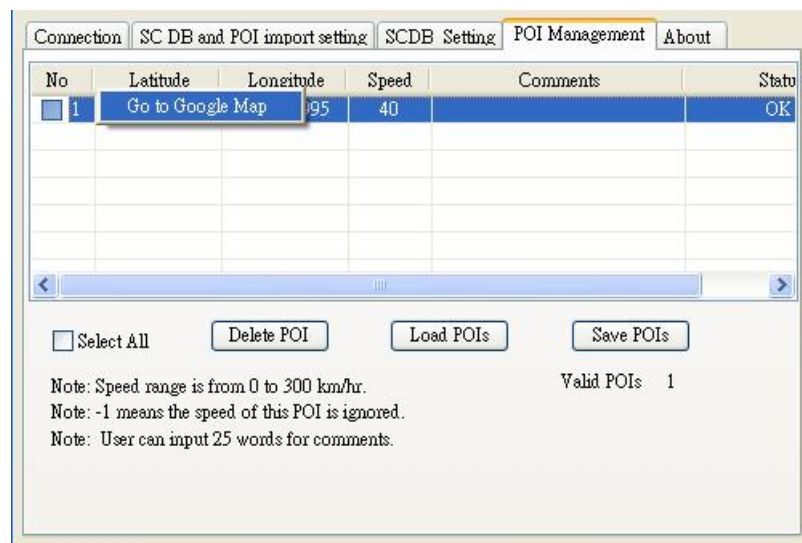 Connection SC DB and POI import setting SCDB Setting POI Management About
No Latitude Longitude Speed Comments Statu
1 Go to Google Map 95 40 OK
Select All Delete POI Load POIs Save POIs
Note: Speed range is from 0 to 300 km/hr. Valid POIs 1
Note: -1 means the speed of this POI is ignored.
Note: User can input 25 words for comments.